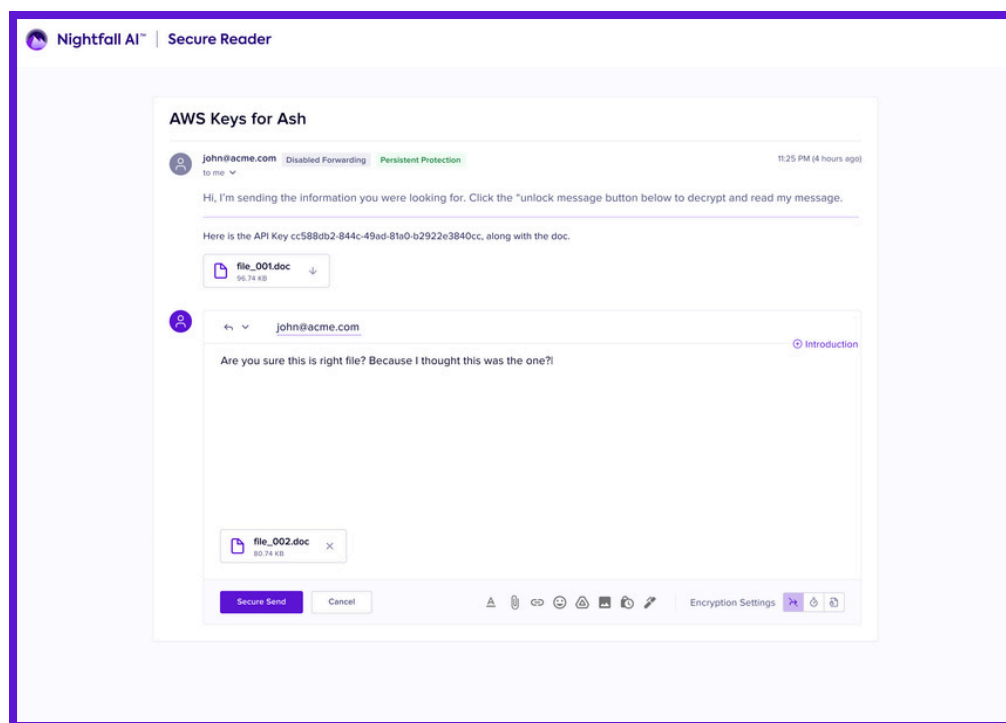 Nightfall AI™ | Secure Reader
AWS Keys for Ash
john@acme.com Disabled Forwarding Persistent Protection 11:25 PM (4 hours ago)
to me
Hi, I'm sending the information you were looking for. Click the "unlock message button below to decrypt and read my message.
Here is the API Key cc588db2-844c-49ad-81a0-b2922e3840cc, along with the doc.
file_001.doc
96.74 KB
john@acme.com
Introduction
Are you sure this is right file? Because I thought this was the one?
file_002.doc
80.74 KB
Secure Send Cancel Encryption Settings